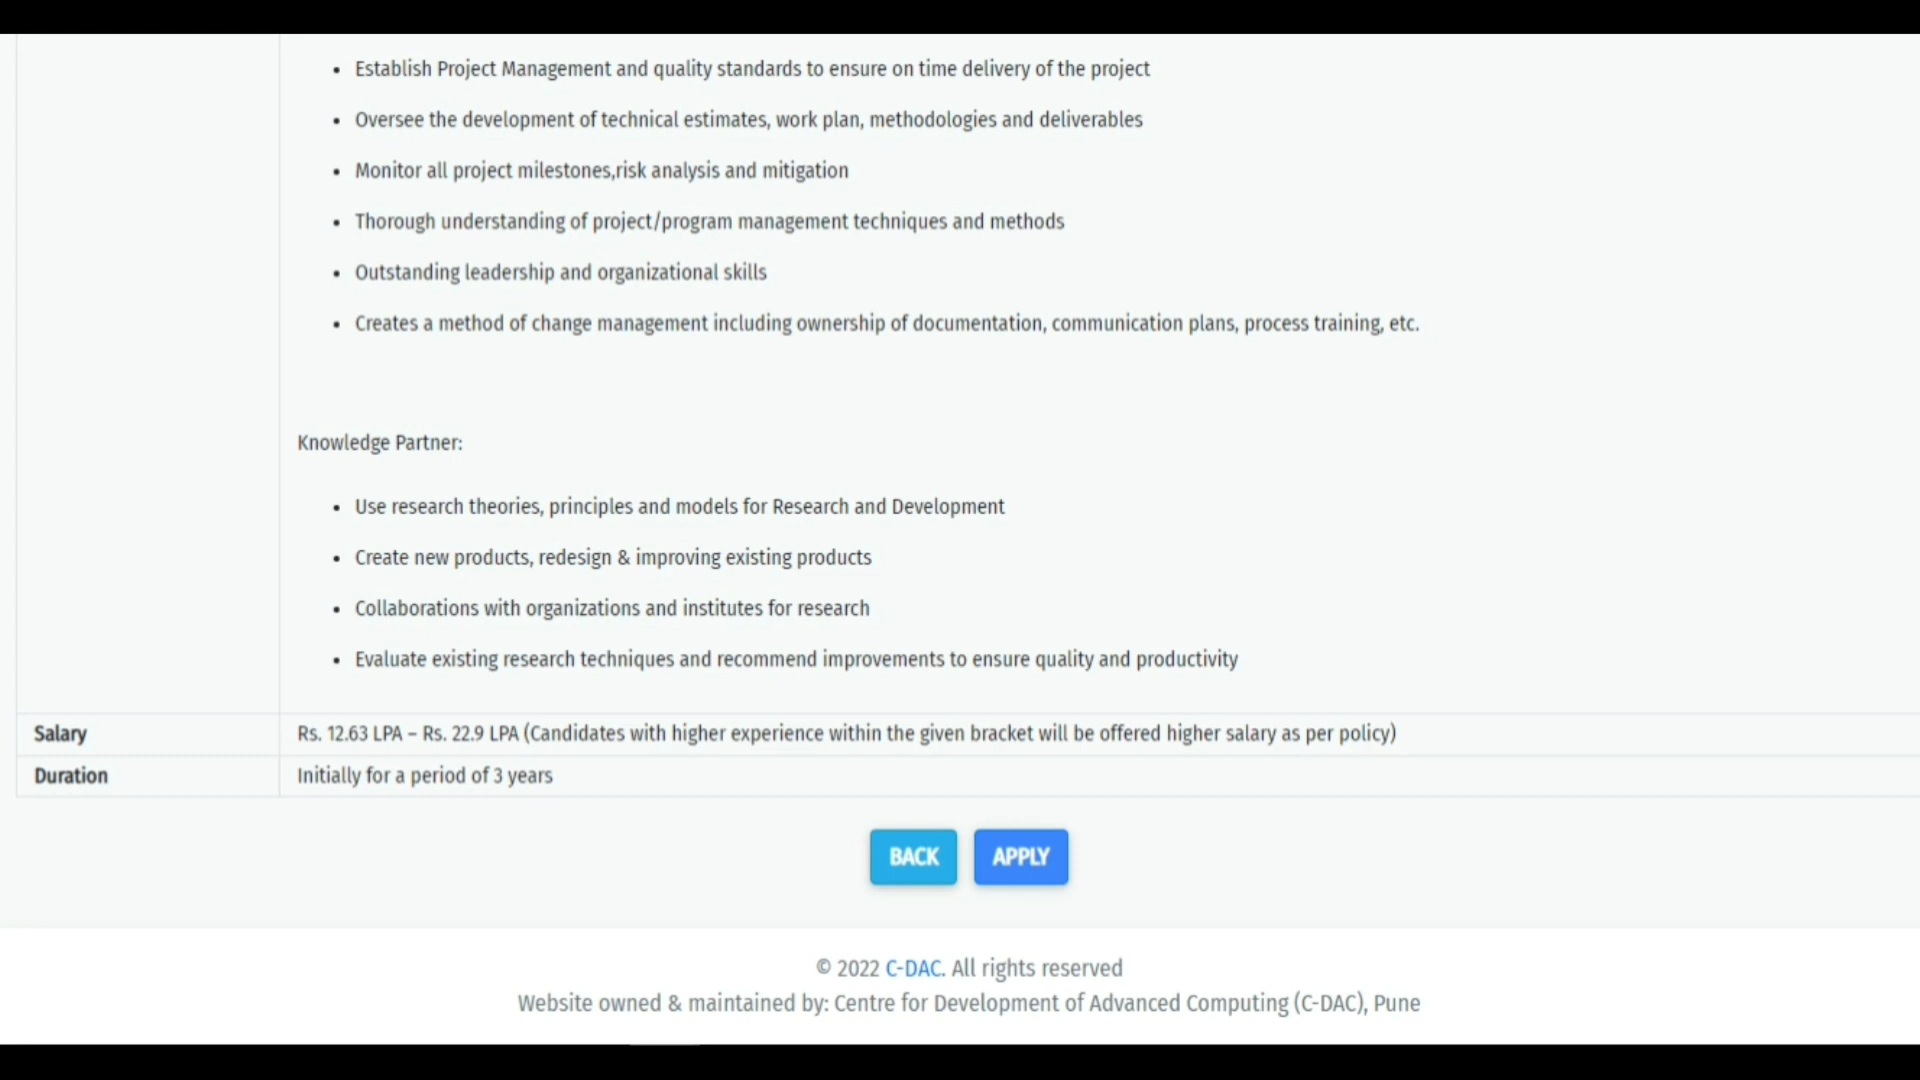 • Establish Project Management and quality standards to ensure on time delivery of the project
• Oversee the development of technical estimates, work plan, methodologies and deliverables
• Monitor all project milestones,risk analysis and mitigation
• Thorough understanding of project/program management techniques and methods
• Outstanding leadership and organizational skills
• Creates a method of change management including ownership of documentation, communication plans, process training, etc.
Knowledge Partner:
• Use research theories, principles and models for Research and Development
• Create new products, redesign & improving existing products
• Collaborations with organizations and institutes for research
• Evaluate existing research techniques and recommend improvements to ensure quality and productivity
Salary Rs. 12.63 LPA – Rs. 22.9 LPA (Candidates with higher experience within the given bracket will be offered higher salary as per policy)
Duration Initially for a period of 3 years
BACK APPLY
© 2022 C-DAC. All rights reserved
Website owned & maintained by: Centre for Development of Advanced Computing (C-DAC), Pune